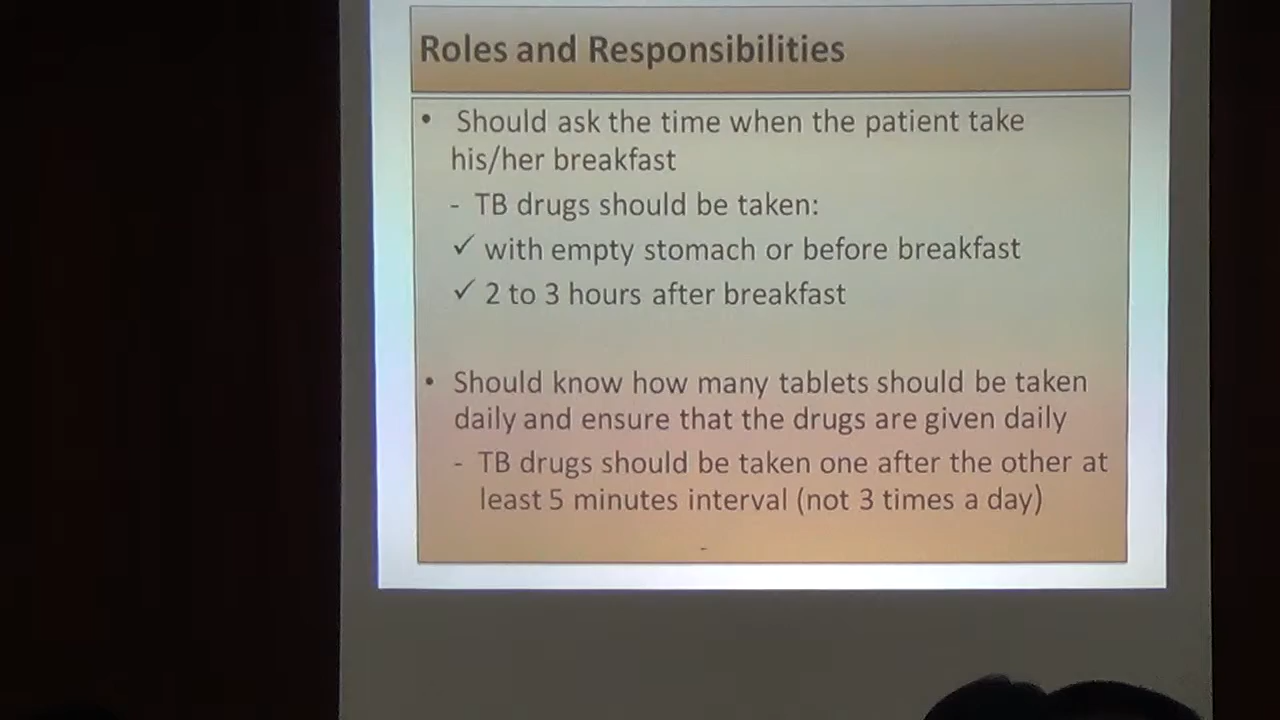 Roles and Responsibilities
• Should ask the time when the patient take
his/her breakfast
- TB drugs should be taken:
✓ with empty stomach or before breakfast
✓ 2 to 3 hours after breakfast
• Should know how many tablets should be taken
daily and ensure that the drugs are given daily
- TB drugs should be taken one after the other at
least 5 minutes interval (not 3 times a day)
-